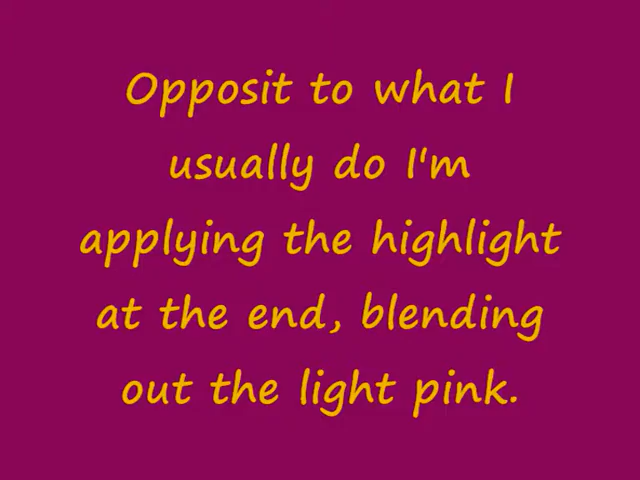 Opposit to what I
usually do I'm
applying the highlight
at the end, blending
out the light pink.